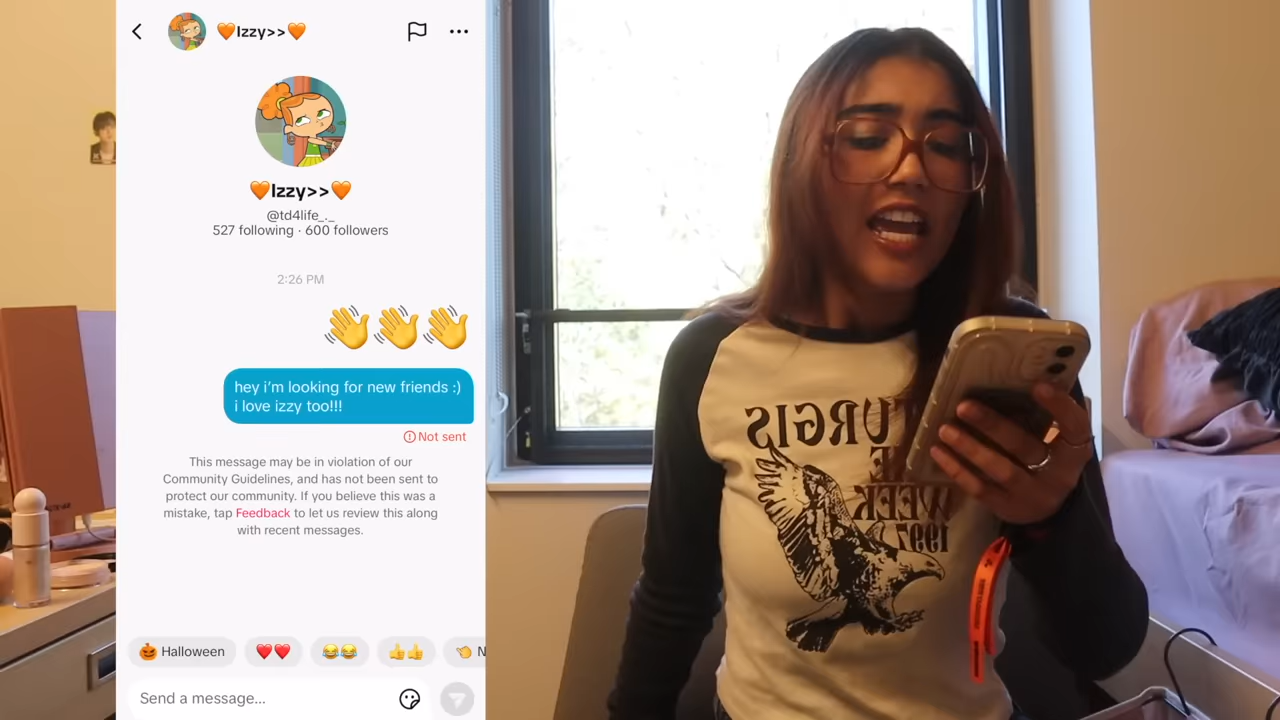 🧡Izzy>>🧡
🧡Izzy>>🧡
@td4life_._
527 following · 600 followers
2:26 PM
👋👋👋
hey i'm looking for new friends :)
i love izzy too!!!
Not sent
This message may be in violation of our
Community Guidelines, and has not been sent to
protect our community. If you believe this was a
mistake, tap Feedback to let us review this along
with recent messages.
🎃 Halloween
❤️❤️
😂😂
👍👍
Send a message...
WEEK
1997